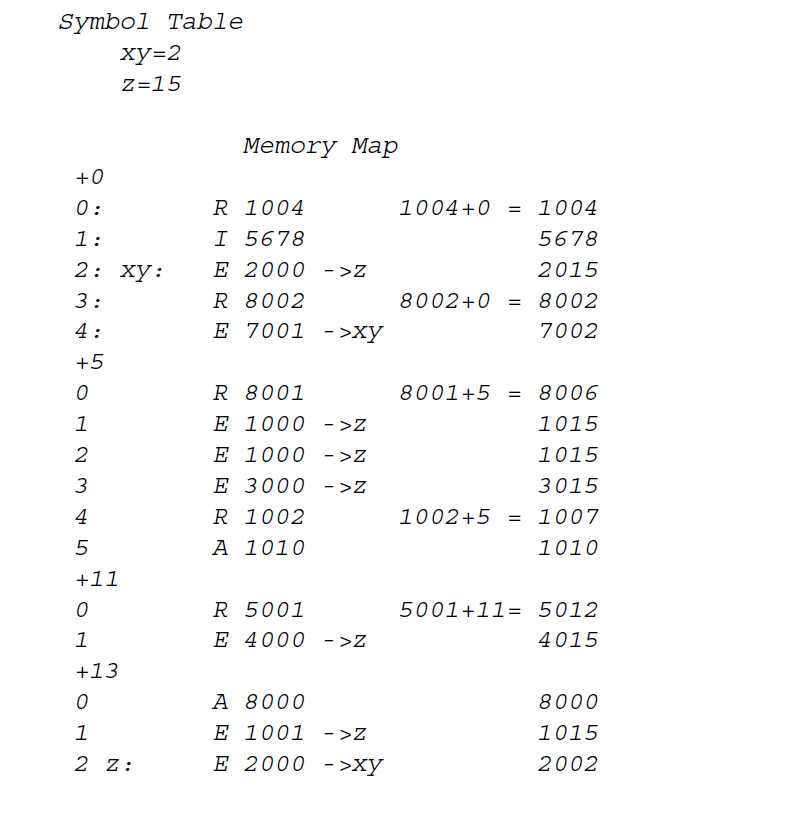 Symbol Table
xy=2
z=15
Memory Map
+0
0: R 1004 1004+0 = 1004
1: I 5678 5678
2: xy: E 2000 ->z 2015
3: R 8002 8002+0 = 8002
4: E 7001 ->xy 7002
+5
0 R 8001 8001+5 = 8006
1 E 1000 ->z 1015
2 E 1000 ->z 1015
3 E 3000 ->z 3015
4 R 1002 1002+5 = 1007
5 A 1010 1010
+11
0 R 5001 5001+11= 5012
1 E 4000 ->z 4015
+13
0 A 8000 8000
1 E 1001 ->z 1015
2 z: E 2000 ->xy 2002